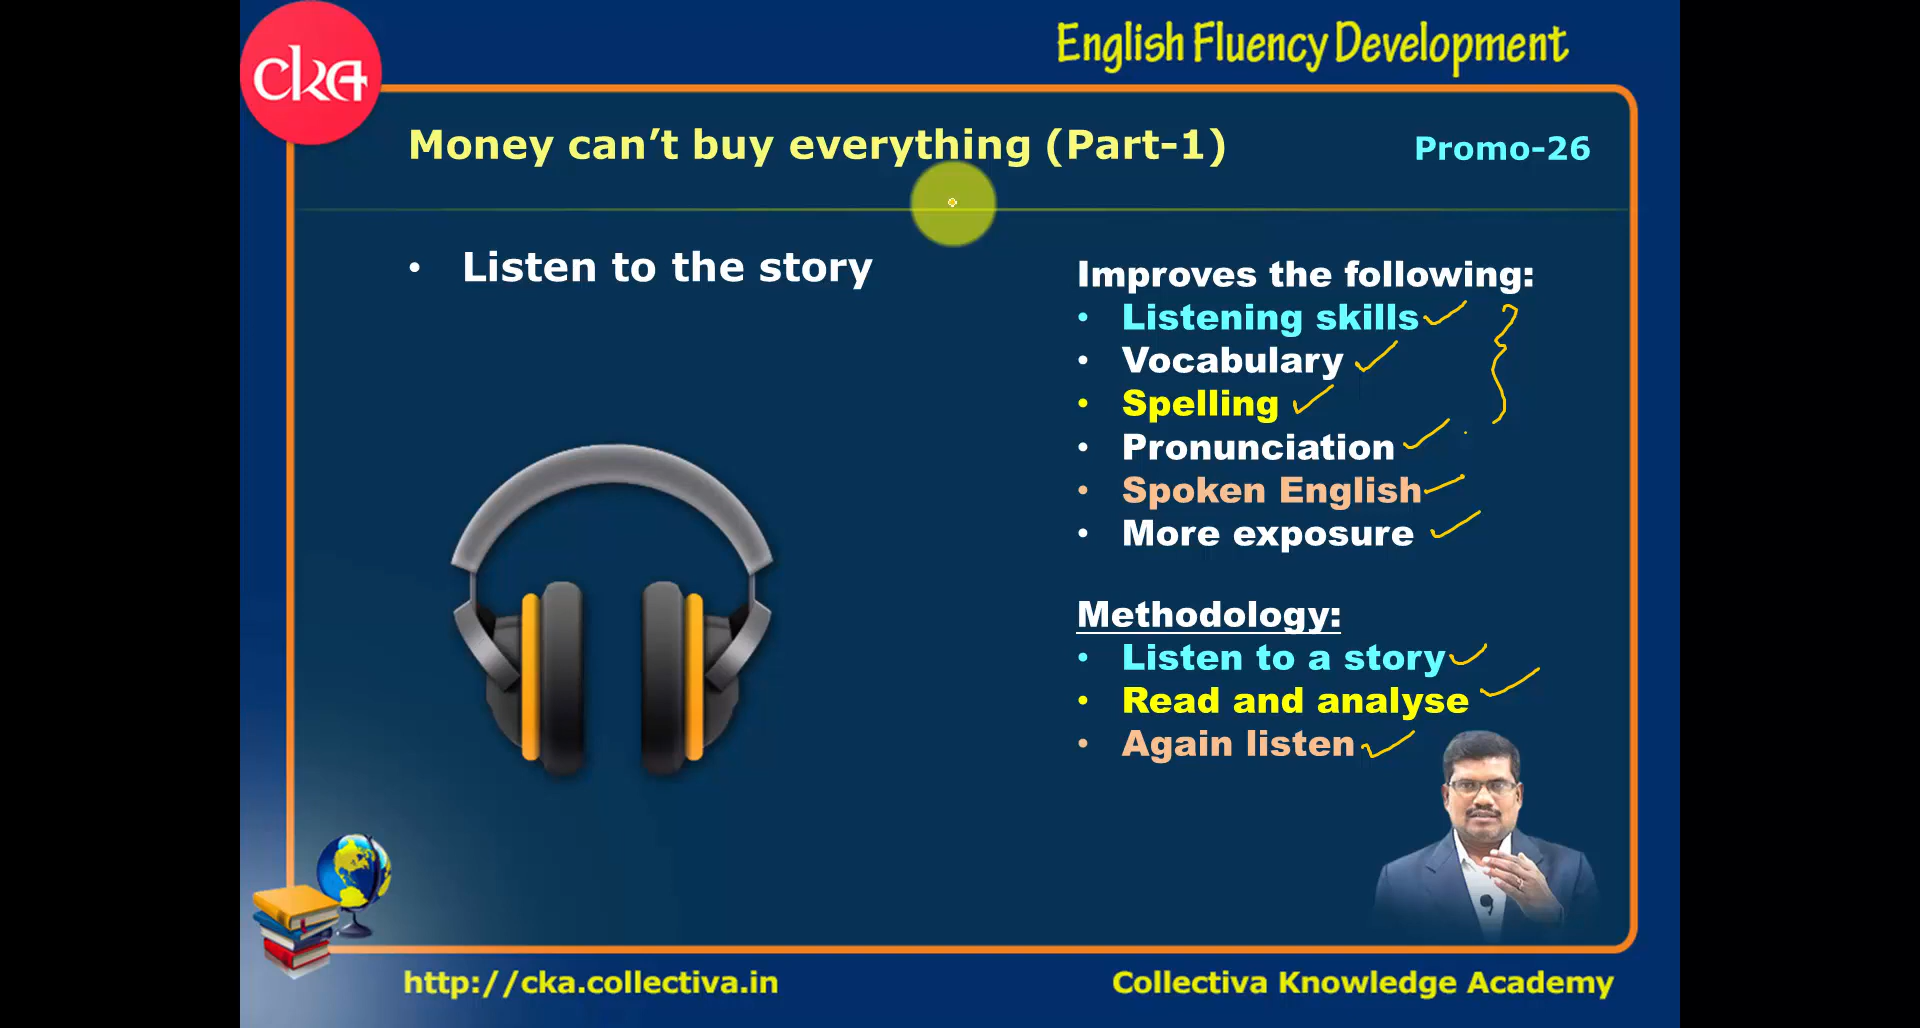 cka
English Fluency Development
Money can’t buy everything (Part-1)
Promo-26
• Listen to the story
Improves the following:
• Listening skills
• Vocabulary
• Spelling
• Pronunciation
• Spoken English
• More exposure
Methodology:
• Listen to a story
• Read and analyse
• Again listen
http://cka.collectiva.in
Collectiva Knowledge Academy